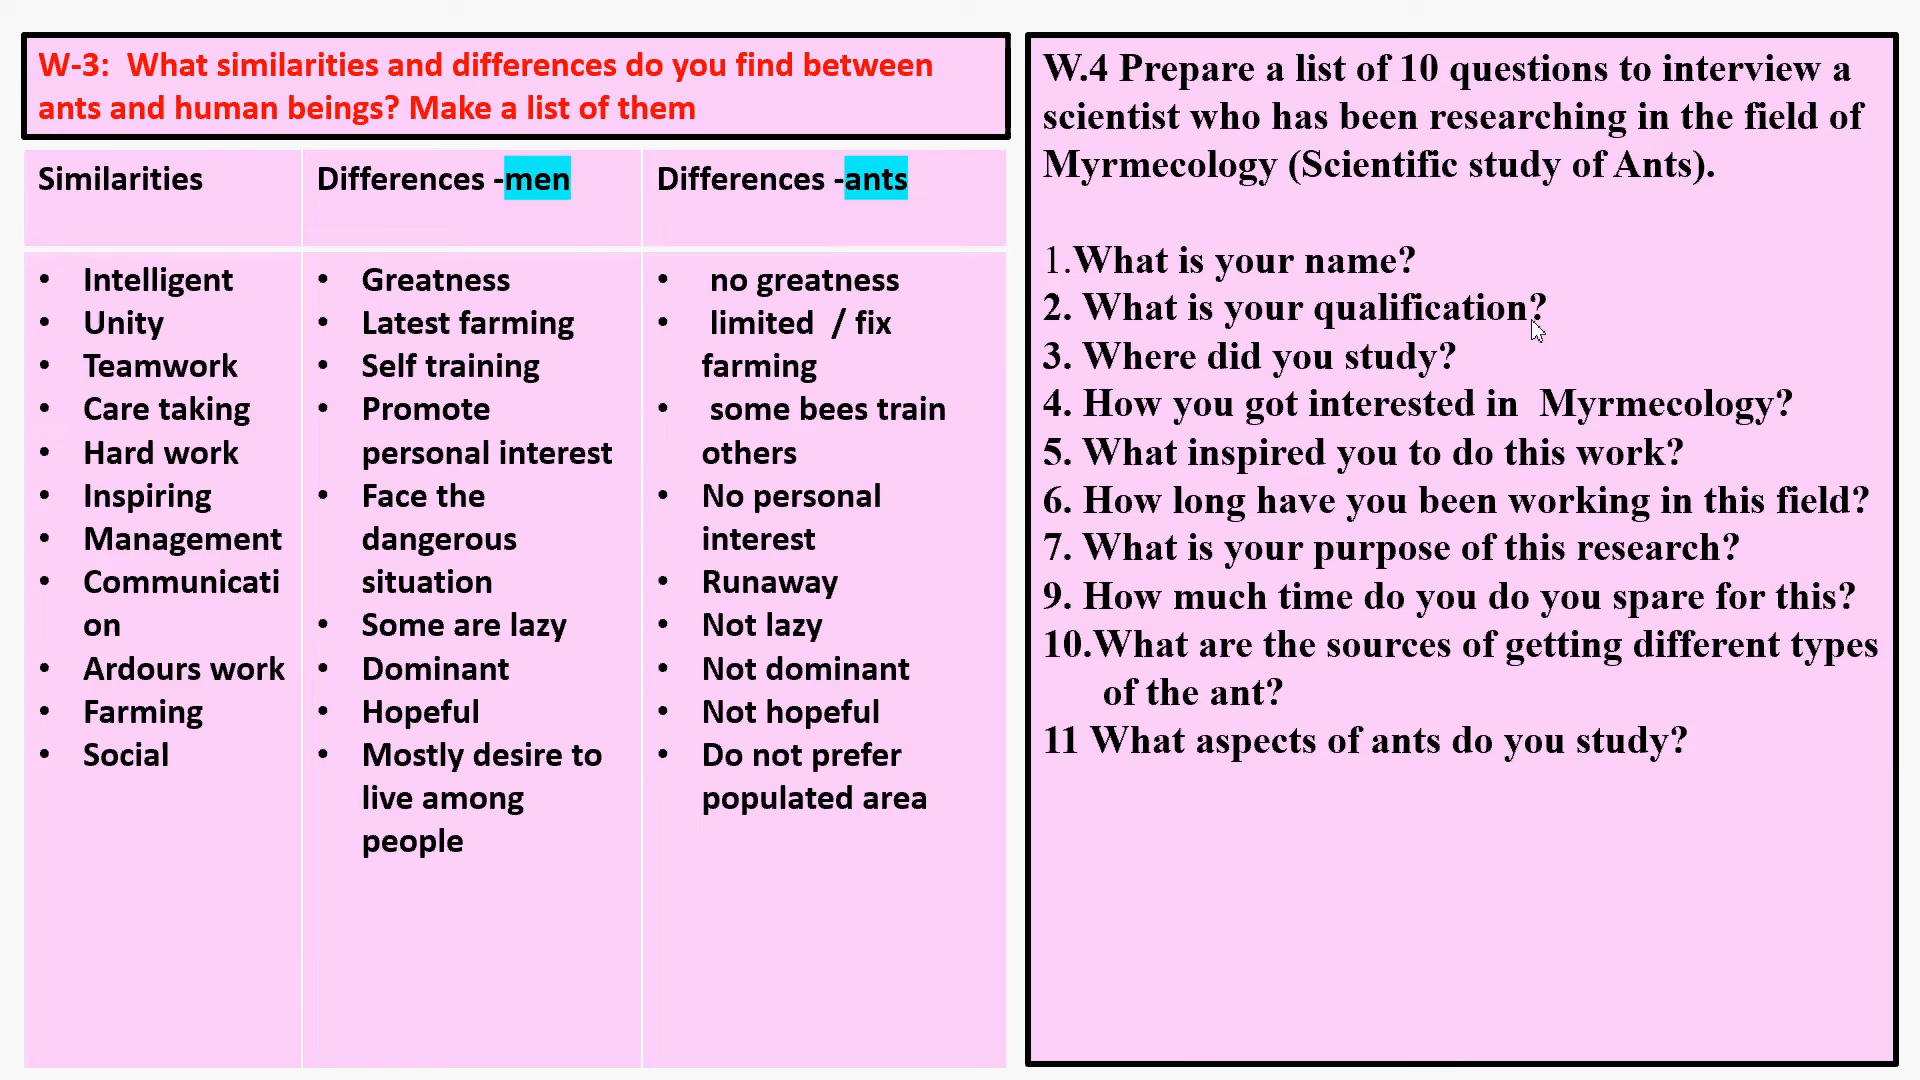 W-3:  What similarities and differences do you find between
ants and human beings? Make a list of them
Similarities
Differences -men
Differences -ants
• Intelligent
• Unity
• Teamwork
• Care taking
• Hard work
• Inspiring
• Management
• Communicati
on
• Ardours work
• Farming
• Social
• Greatness
• Latest farming
• Self training
• Promote
personal interest
• Face the
dangerous
situation
• Some are lazy
• Dominant
• Hopeful
• Mostly desire to
live among
people
• no greatness
• limited  / fix
farming
• some bees train
others
• No personal
interest
• Runaway
• Not lazy
• Not dominant
• Not hopeful
• Do not prefer
populated area
W.4 Prepare a list of 10 questions to interview a
scientist who has been researching in the field of
Myrmecology (Scientific study of Ants).
1.What is your name?
2. What is your qualification?
3. Where did you study?
4. How you got interested in  Myrmecology?
5. What inspired you to do this work?
6. How long have you been working in this field?
7. What is your purpose of this research?
9. How much time do you do you spare for this?
10.What are the sources of getting different types
of the ant?
11 What aspects of ants do you study?